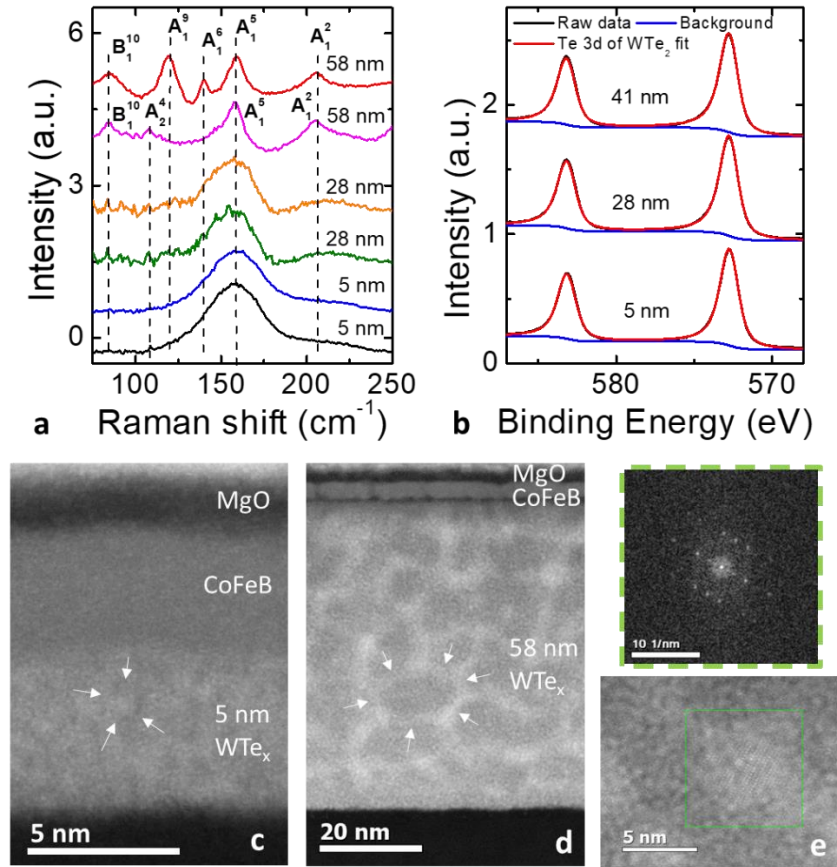 B₁¹⁰ A₁⁹ A₁⁶ A₁⁵ A₁²
58 nm
B₁¹⁰ A₂⁴ A₁⁵ A₁² 58 nm
28 nm
28 nm
5 nm
5 nm
6
3
0
Intensity (a.u.)
100 150 200 250
a Raman shift (cm⁻¹)
Raw data Background
Te 3d of WTe₂ fit
41 nm
28 nm
5 nm
2
1
0
Intensity (a.u.)
580 570
b Binding Energy (eV)
MgO
CoFeB
5 nm
WTeₓ
5 nm c
MgO
CoFeB
58 nm
WTeₓ
20 nm d
10 1/nm
5 nm e